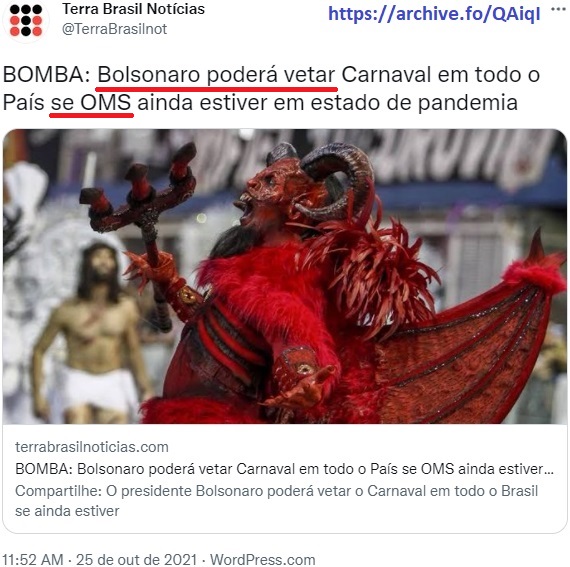 Terra Brasil Notícias
https://archive.fo/QAiqI
@TerraBrasilnot
BOMBA: Bolsonaro poderá vetar Carnaval em todo o
País se OMS ainda estiver em estado de pandemia
terrabrasilnoticias.com
BOMBA: Bolsonaro poderá vetar Carnaval em todo o País se OMS ainda estiver...
Compartilhe: O presidente Bolsonaro poderá vetar o Carnaval em todo o Brasil
se ainda estiver
11:52 AM · 25 de out de 2021 · WordPress.com